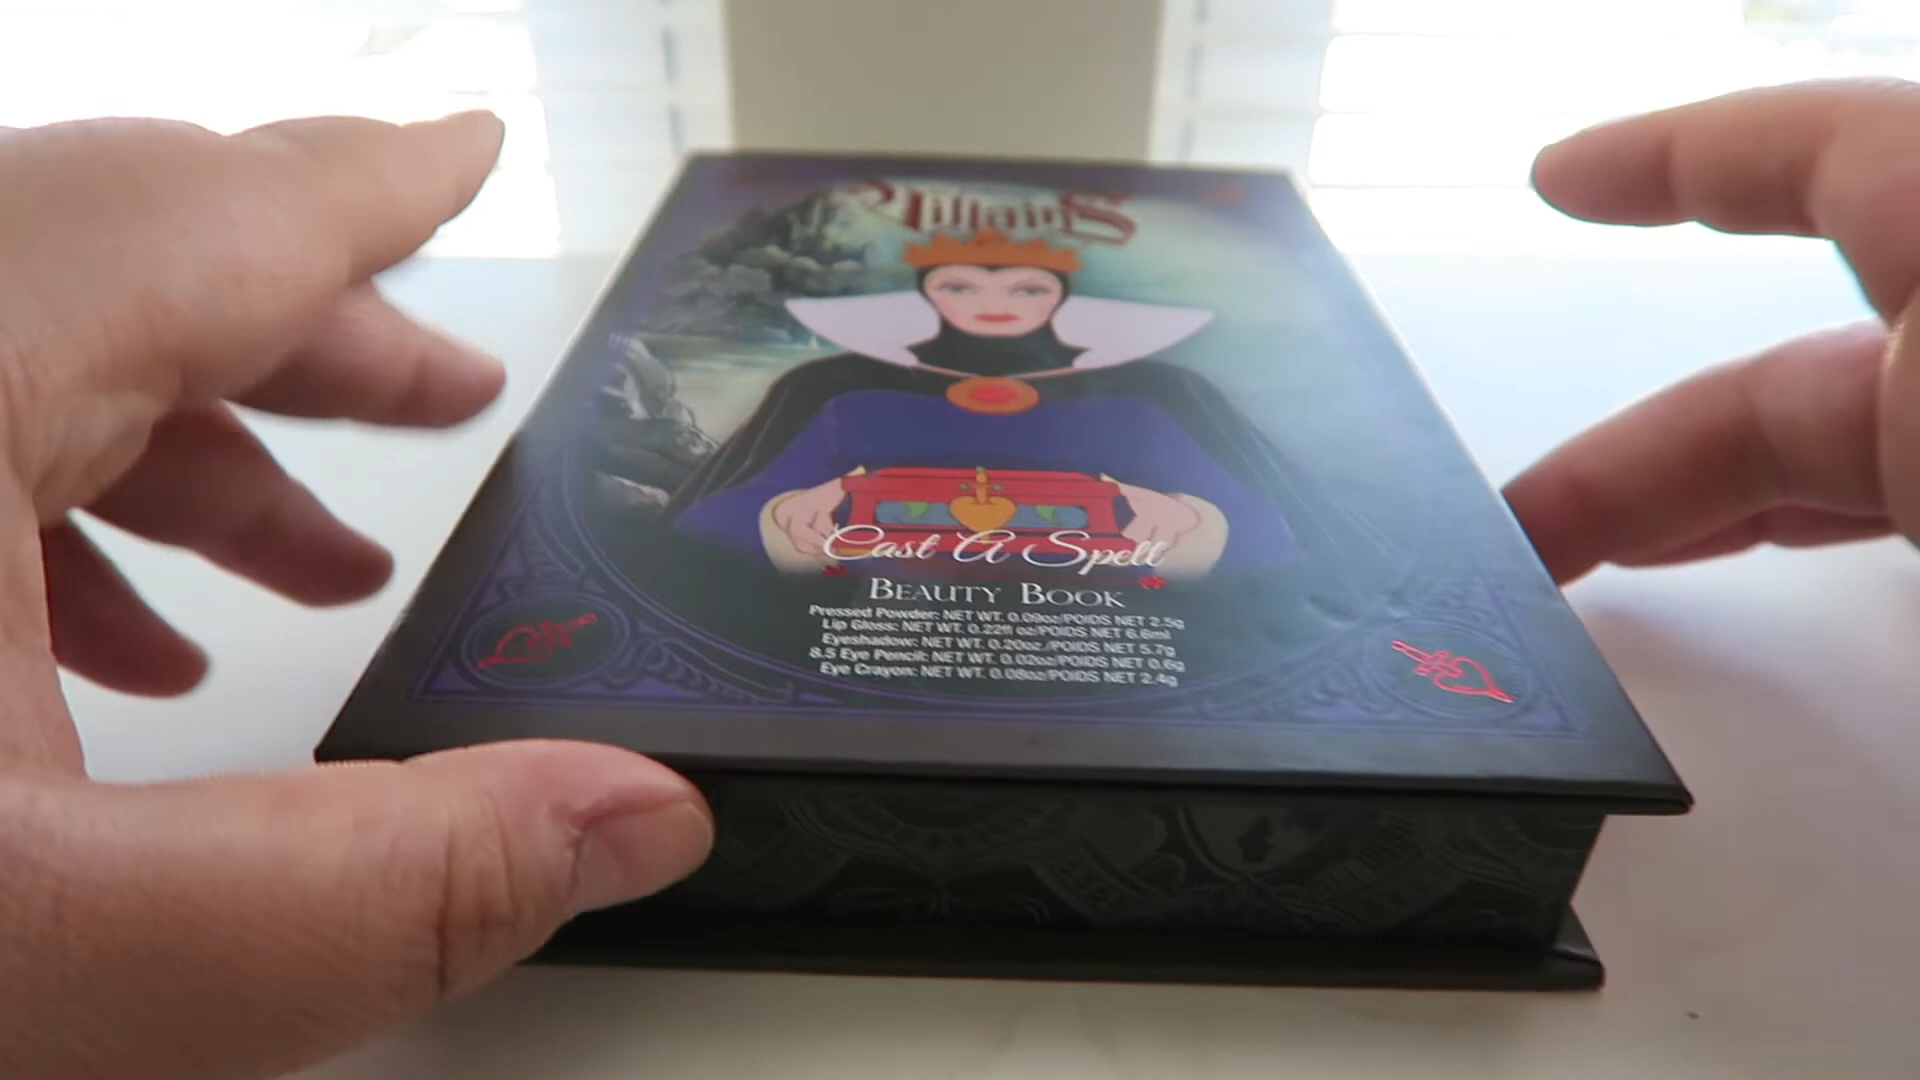 Villains
Cast A Spell
BEAUTY BOOK
Pressed Powder: NET WT. 0.09oz/POIDS NET 2.5g
Lip Gloss: NET WT. 0.22fl oz/POIDS NET 6.6ml
Eyeshadow: NET WT. 0.20oz./POIDS NET 5.7g
8.5 Eye Pencil: NET WT. 0.02oz/POIDS NET 0.6g
Eye Crayon: NET WT. 0.08oz/POIDS NET 2.4g